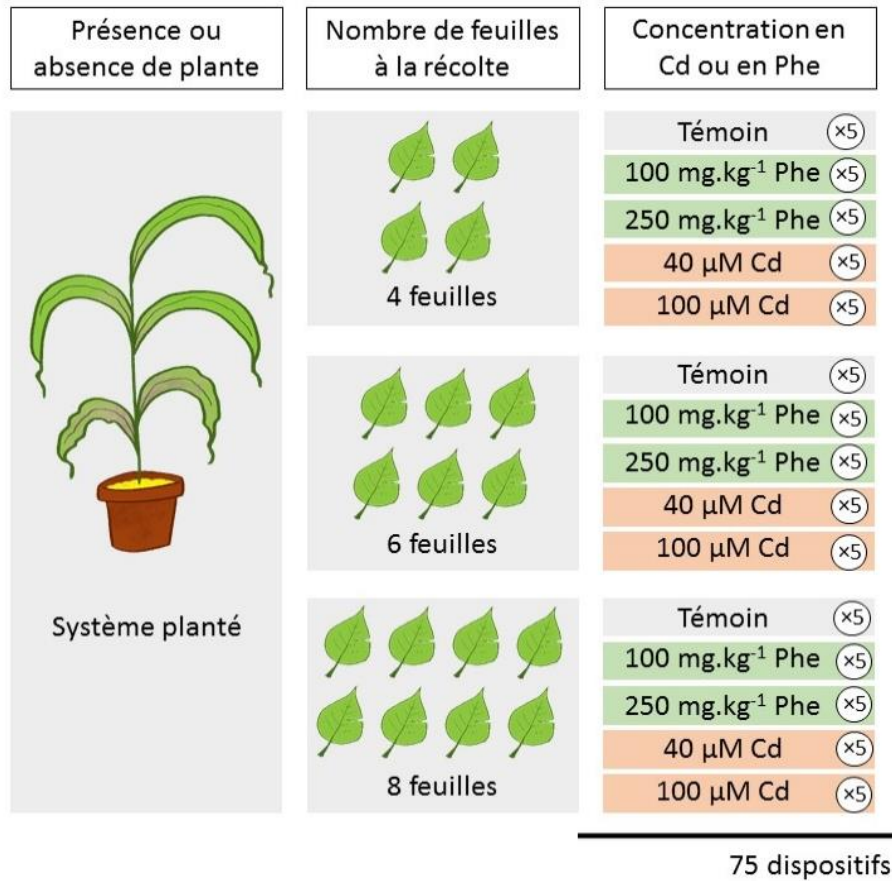 Présence ou
absence de plante
Nombre de feuilles
à la récolte
Concentration en
Cd ou en Phe
Système planté
4 feuilles
Témoin ×5
100 mg.kg⁻¹ Phe ×5
250 mg.kg⁻¹ Phe ×5
40 µM Cd ×5
100 µM Cd ×5
6 feuilles
Témoin ×5
100 mg.kg⁻¹ Phe ×5
250 mg.kg⁻¹ Phe ×5
40 µM Cd ×5
100 µM Cd ×5
8 feuilles
Témoin ×5
100 mg.kg⁻¹ Phe ×5
250 mg.kg⁻¹ Phe ×5
40 µM Cd ×5
100 µM Cd ×5
75 dispositifs